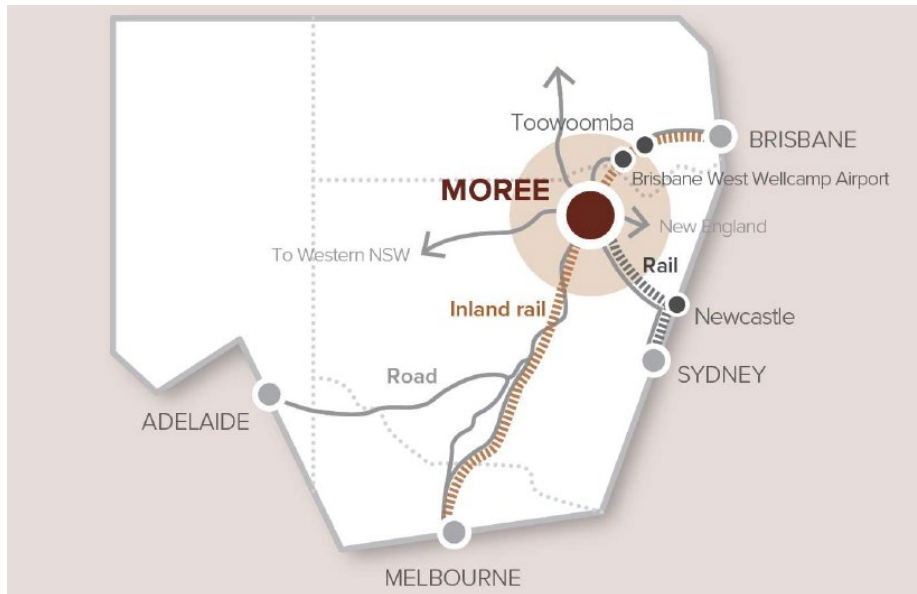 Toowoomba
BRISBANE
Brisbane West Wellcamp Airport
MOREE
New England
To Western NSW
Rail
Inland rail
Newcastle
Road
SYDNEY
ADELAIDE
MELBOURNE